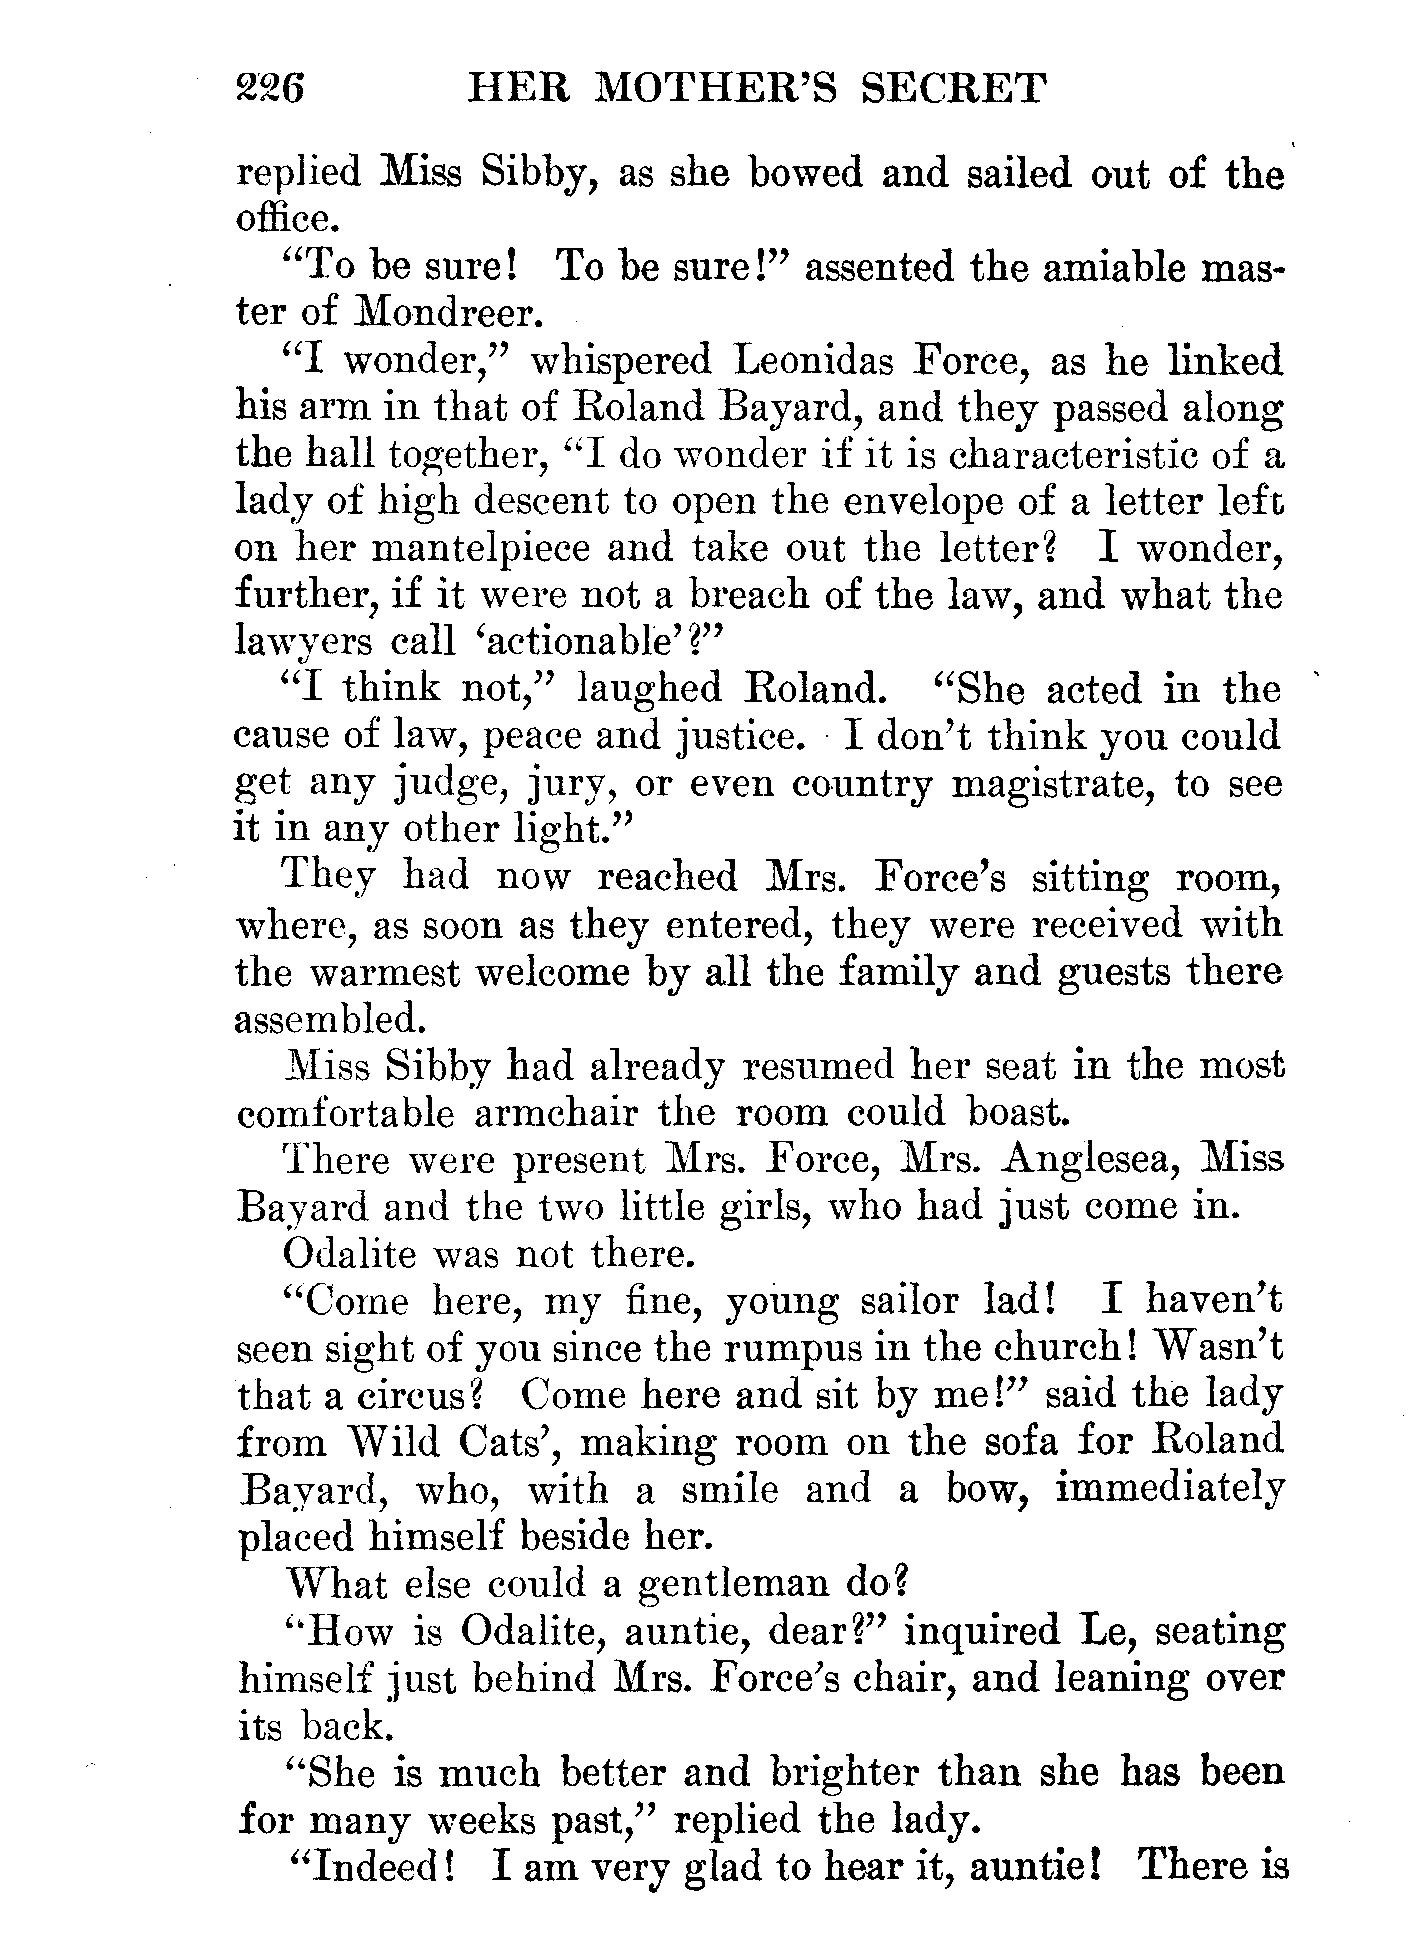 226 HER MOTHER'S SECRET
replied Miss Sibby, as she bowed and sailed out of the
office.
“To be sure! To be sure!” assented the amiable mas-
ter of Mondreer.
“I wonder,” whispered Leonidas Force, as he linked
his arm in that of Roland Bayard, and they passed along
the hall together, “I do wonder if it is characteristic of a
lady of high descent to open the envelope of a letter left
on her mantelpiece and take out the letter? I wonder,
further, if it were not a breach of the law, and what the
lawyers call ‘actionable’?”
“I think not,” laughed Roland. “She acted in the
cause of law, peace and justice. I don't think you could
get any judge, jury, or even country magistrate, to see
it in any other light.”
They had now reached Mrs. Force's sitting room,
where, as soon as they entered, they were received with
the warmest welcome by all the family and guests there
assembled.
Miss Sibby had already resumed her seat in the most
comfortable armchair the room could boast.
There were present Mrs. Force, Mrs. Anglesea, Miss
Bayard and the two little girls, who had just come in.
Odalite was not there.
“Come here, my fine, young sailor lad! I haven't
seen sight of you since the rumpus in the church! Wasn't
that a circus? Come here and sit by me!” said the lady
from Wild Cats', making room on the sofa for Roland
Bayard, who, with a smile and a bow, immediately
placed himself beside her.
What else could a gentleman do?
“How is Odalite, auntie, dear?” inquired Le, seating
himself just behind Mrs. Force's chair, and leaning over
its back.
“She is much better and brighter than she has been
for many weeks past,” replied the lady.
“Indeed! I am very glad to hear it, auntie! There is